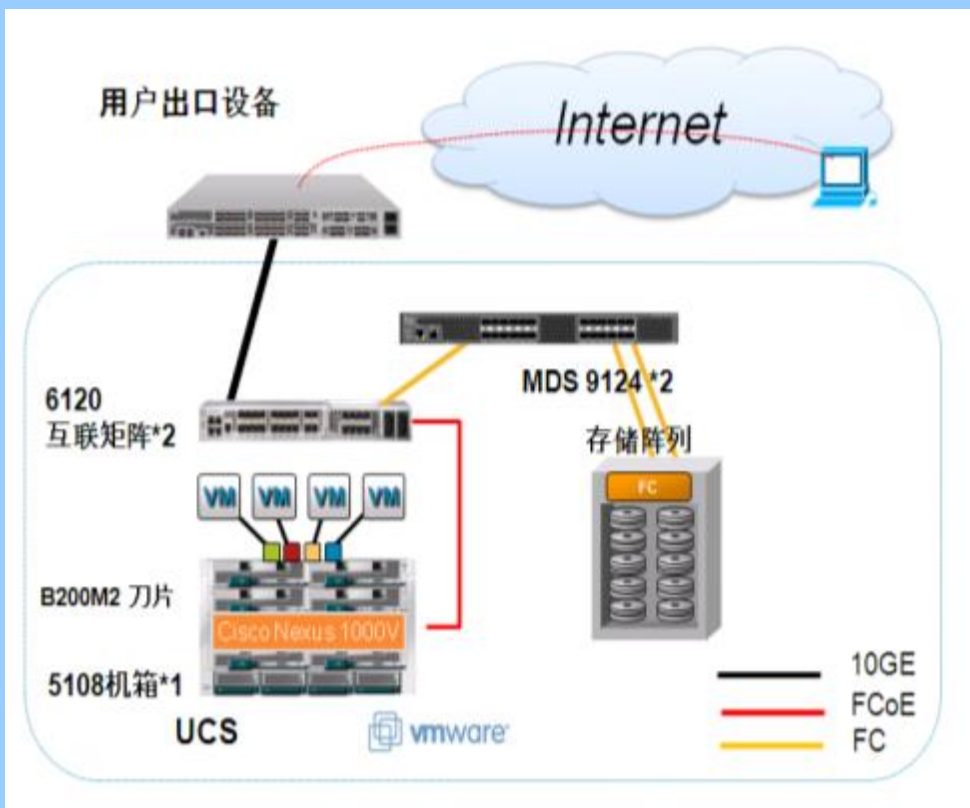 用户出口设备
Internet
MDS 9124 *2
6120
互联矩阵*2
存储阵列
FC
VM VM VM VM
B200M2 刀片
Cisco Nexus 1000V
5108机箱*1
UCS
vmware
10GE
FCoE
FC